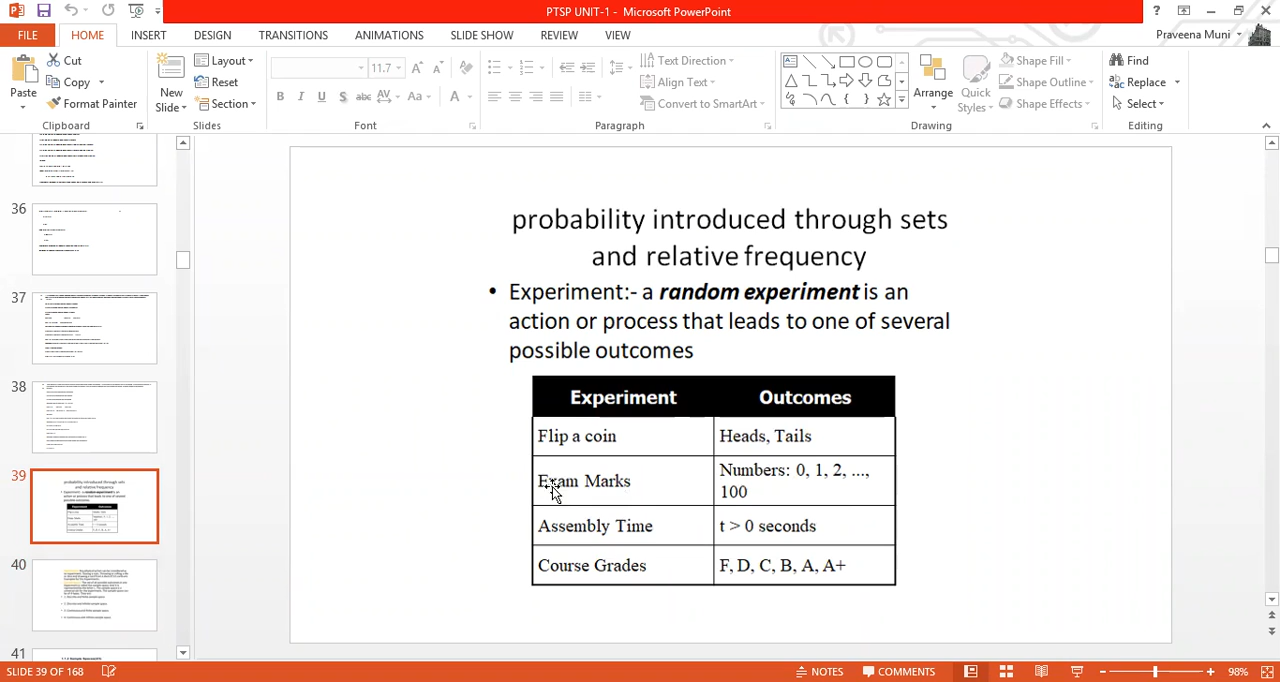 PTSP UNIT-1 - Microsoft PowerPoint
FILE HOME INSERT DESIGN TRANSITIONS ANIMATIONS SLIDE SHOW REVIEW VIEW Praveena Muni
Paste
Cut
Copy
Format Painter
Clipboard
New
Slide
Layout
Reset
Section
Slides
11.7
B I U S abc AV Aa A
Font
Text Direction
Align Text
Convert to SmartArt
Paragraph
Arrange
Quick
Styles
Shape Fill
Shape Outline
Shape Effects
Drawing
Find
Replace
Select
Editing
36
37
38
39
40
41
probability introduced through sets
and relative frequency
• Experiment:- a random experiment is an
action or process that leads to one of several
possible outcomes
Experiment Outcomes
Flip a coin Heads, Tails
Exam Marks Numbers: 0, 1, 2, ...,
100
Assembly Time t > 0 seconds
Course Grades F, D, C, B, A, A+
SLIDE 39 OF 168 NOTES COMMENTS 98%